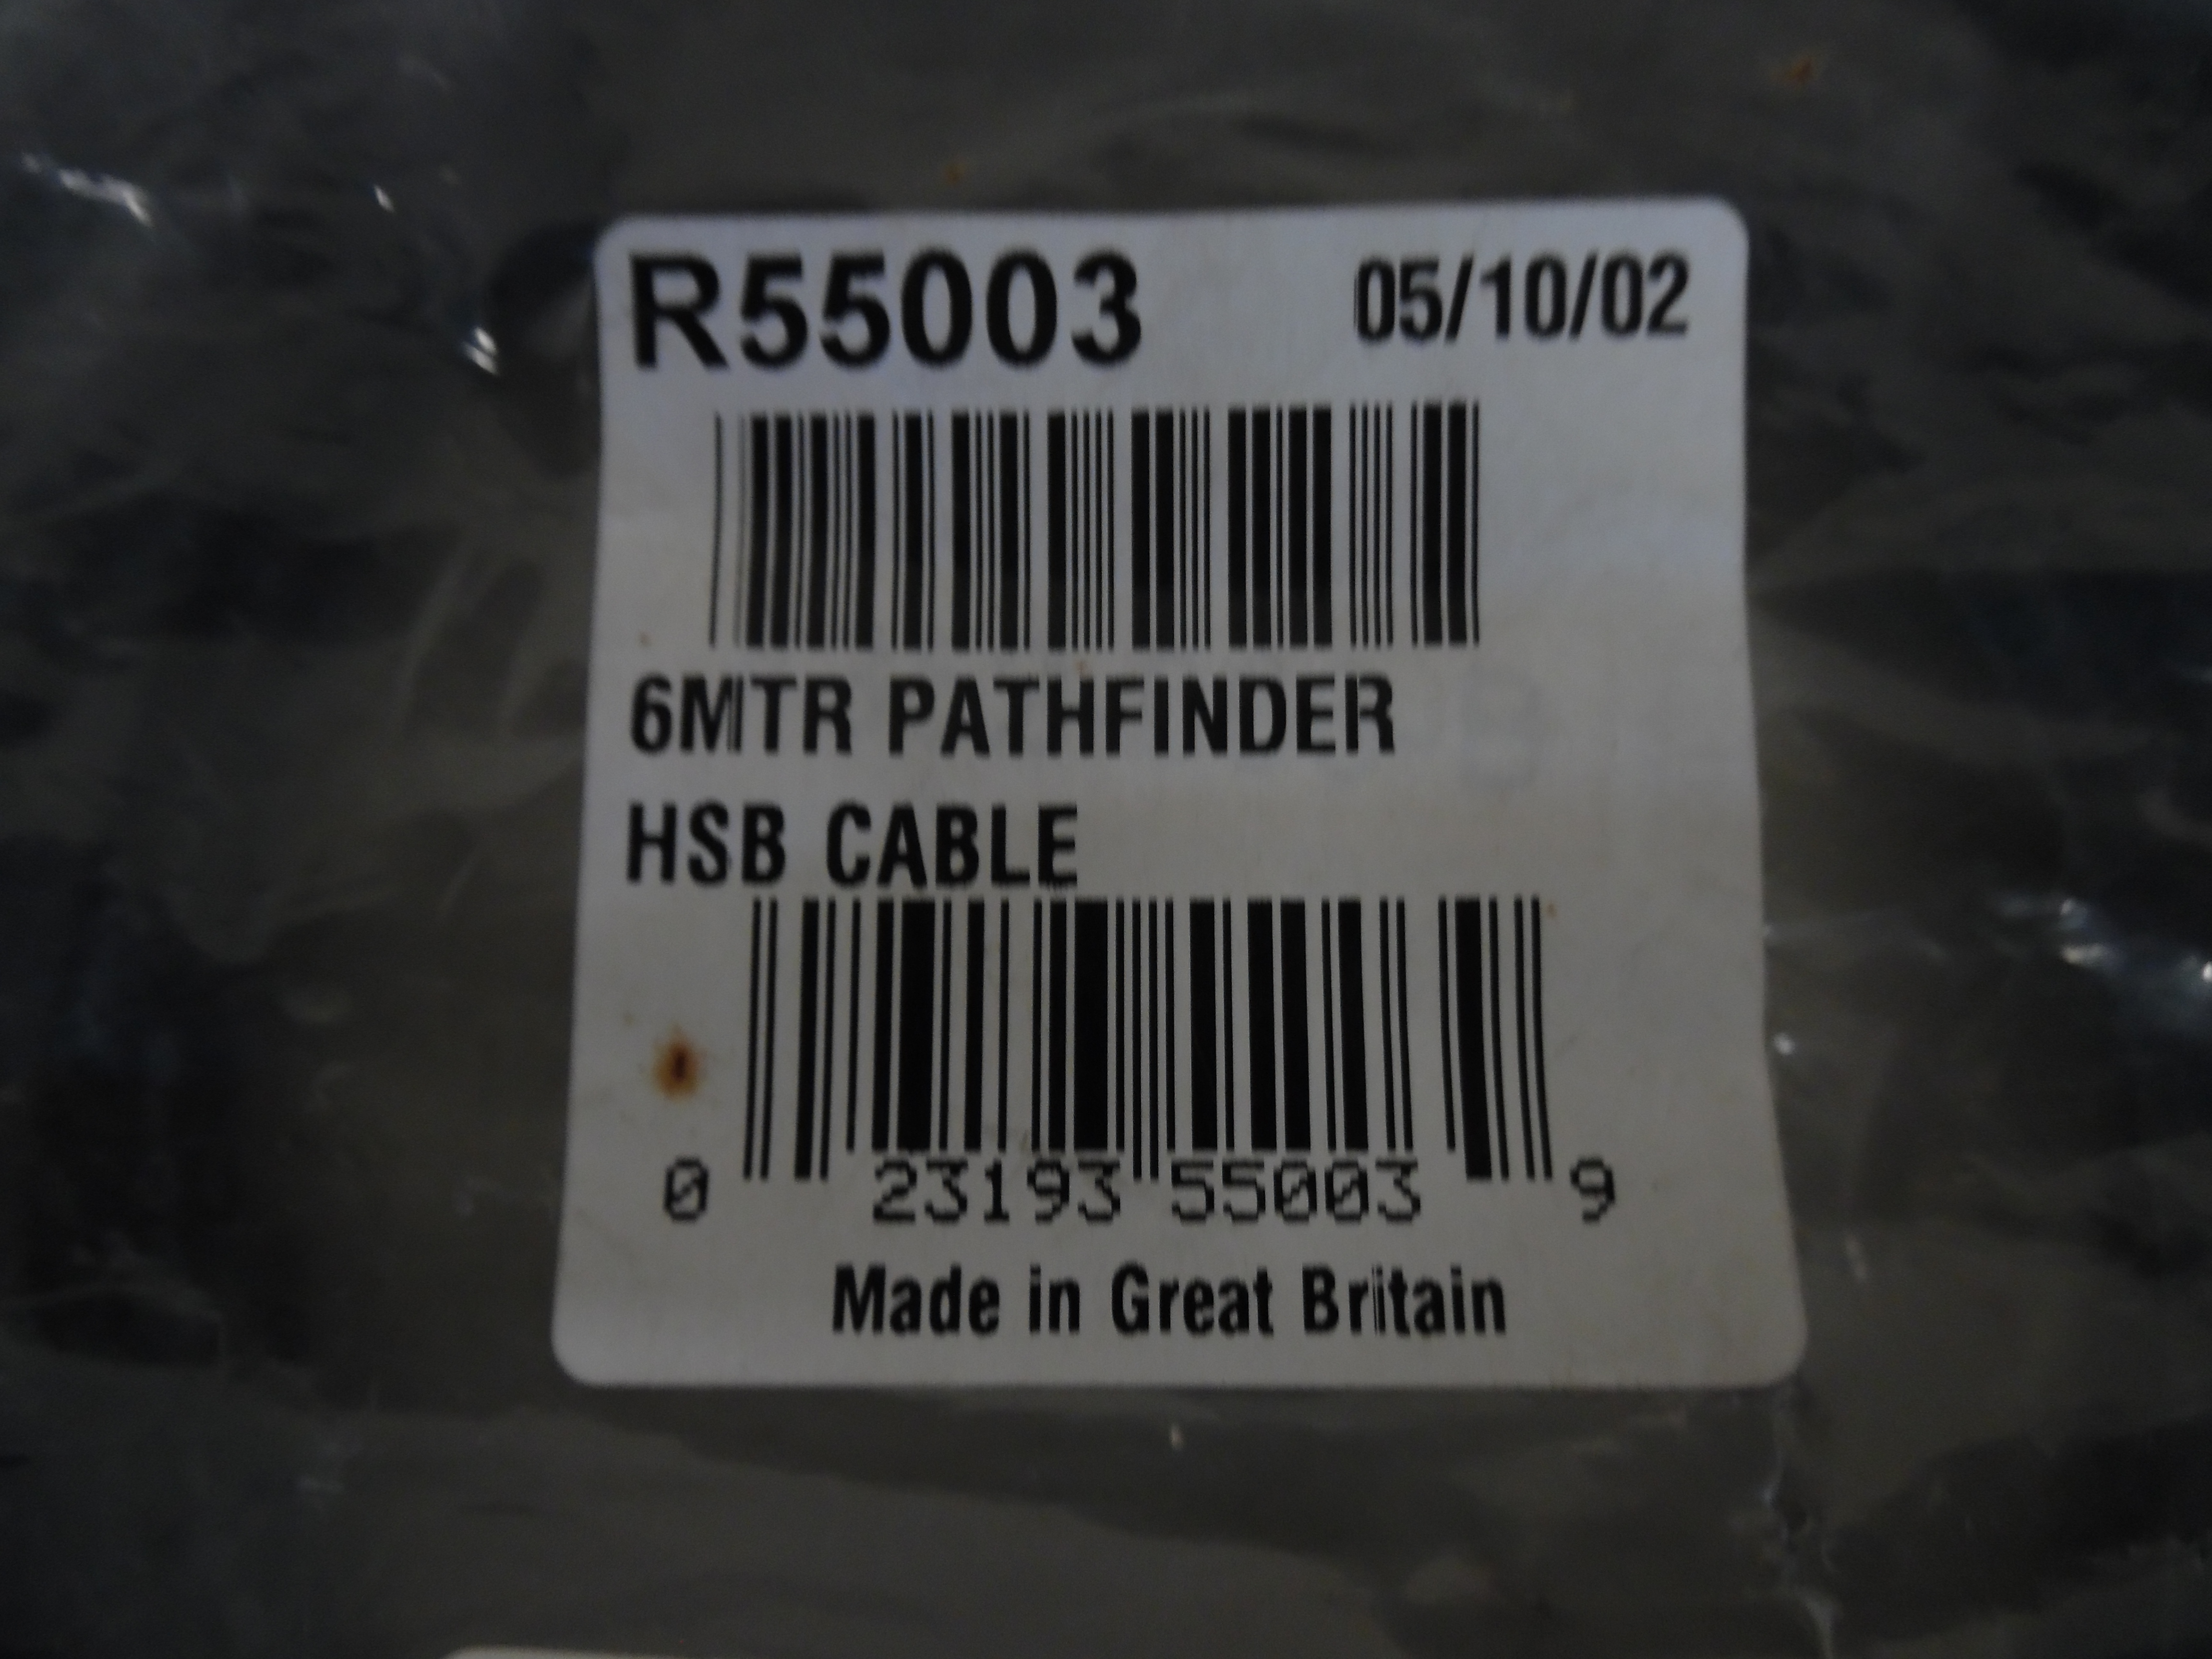 R55003 05/10/02
6MTR PATHFINDER
HSB CABLE
0 23193 55003 9
Made in Great Britain